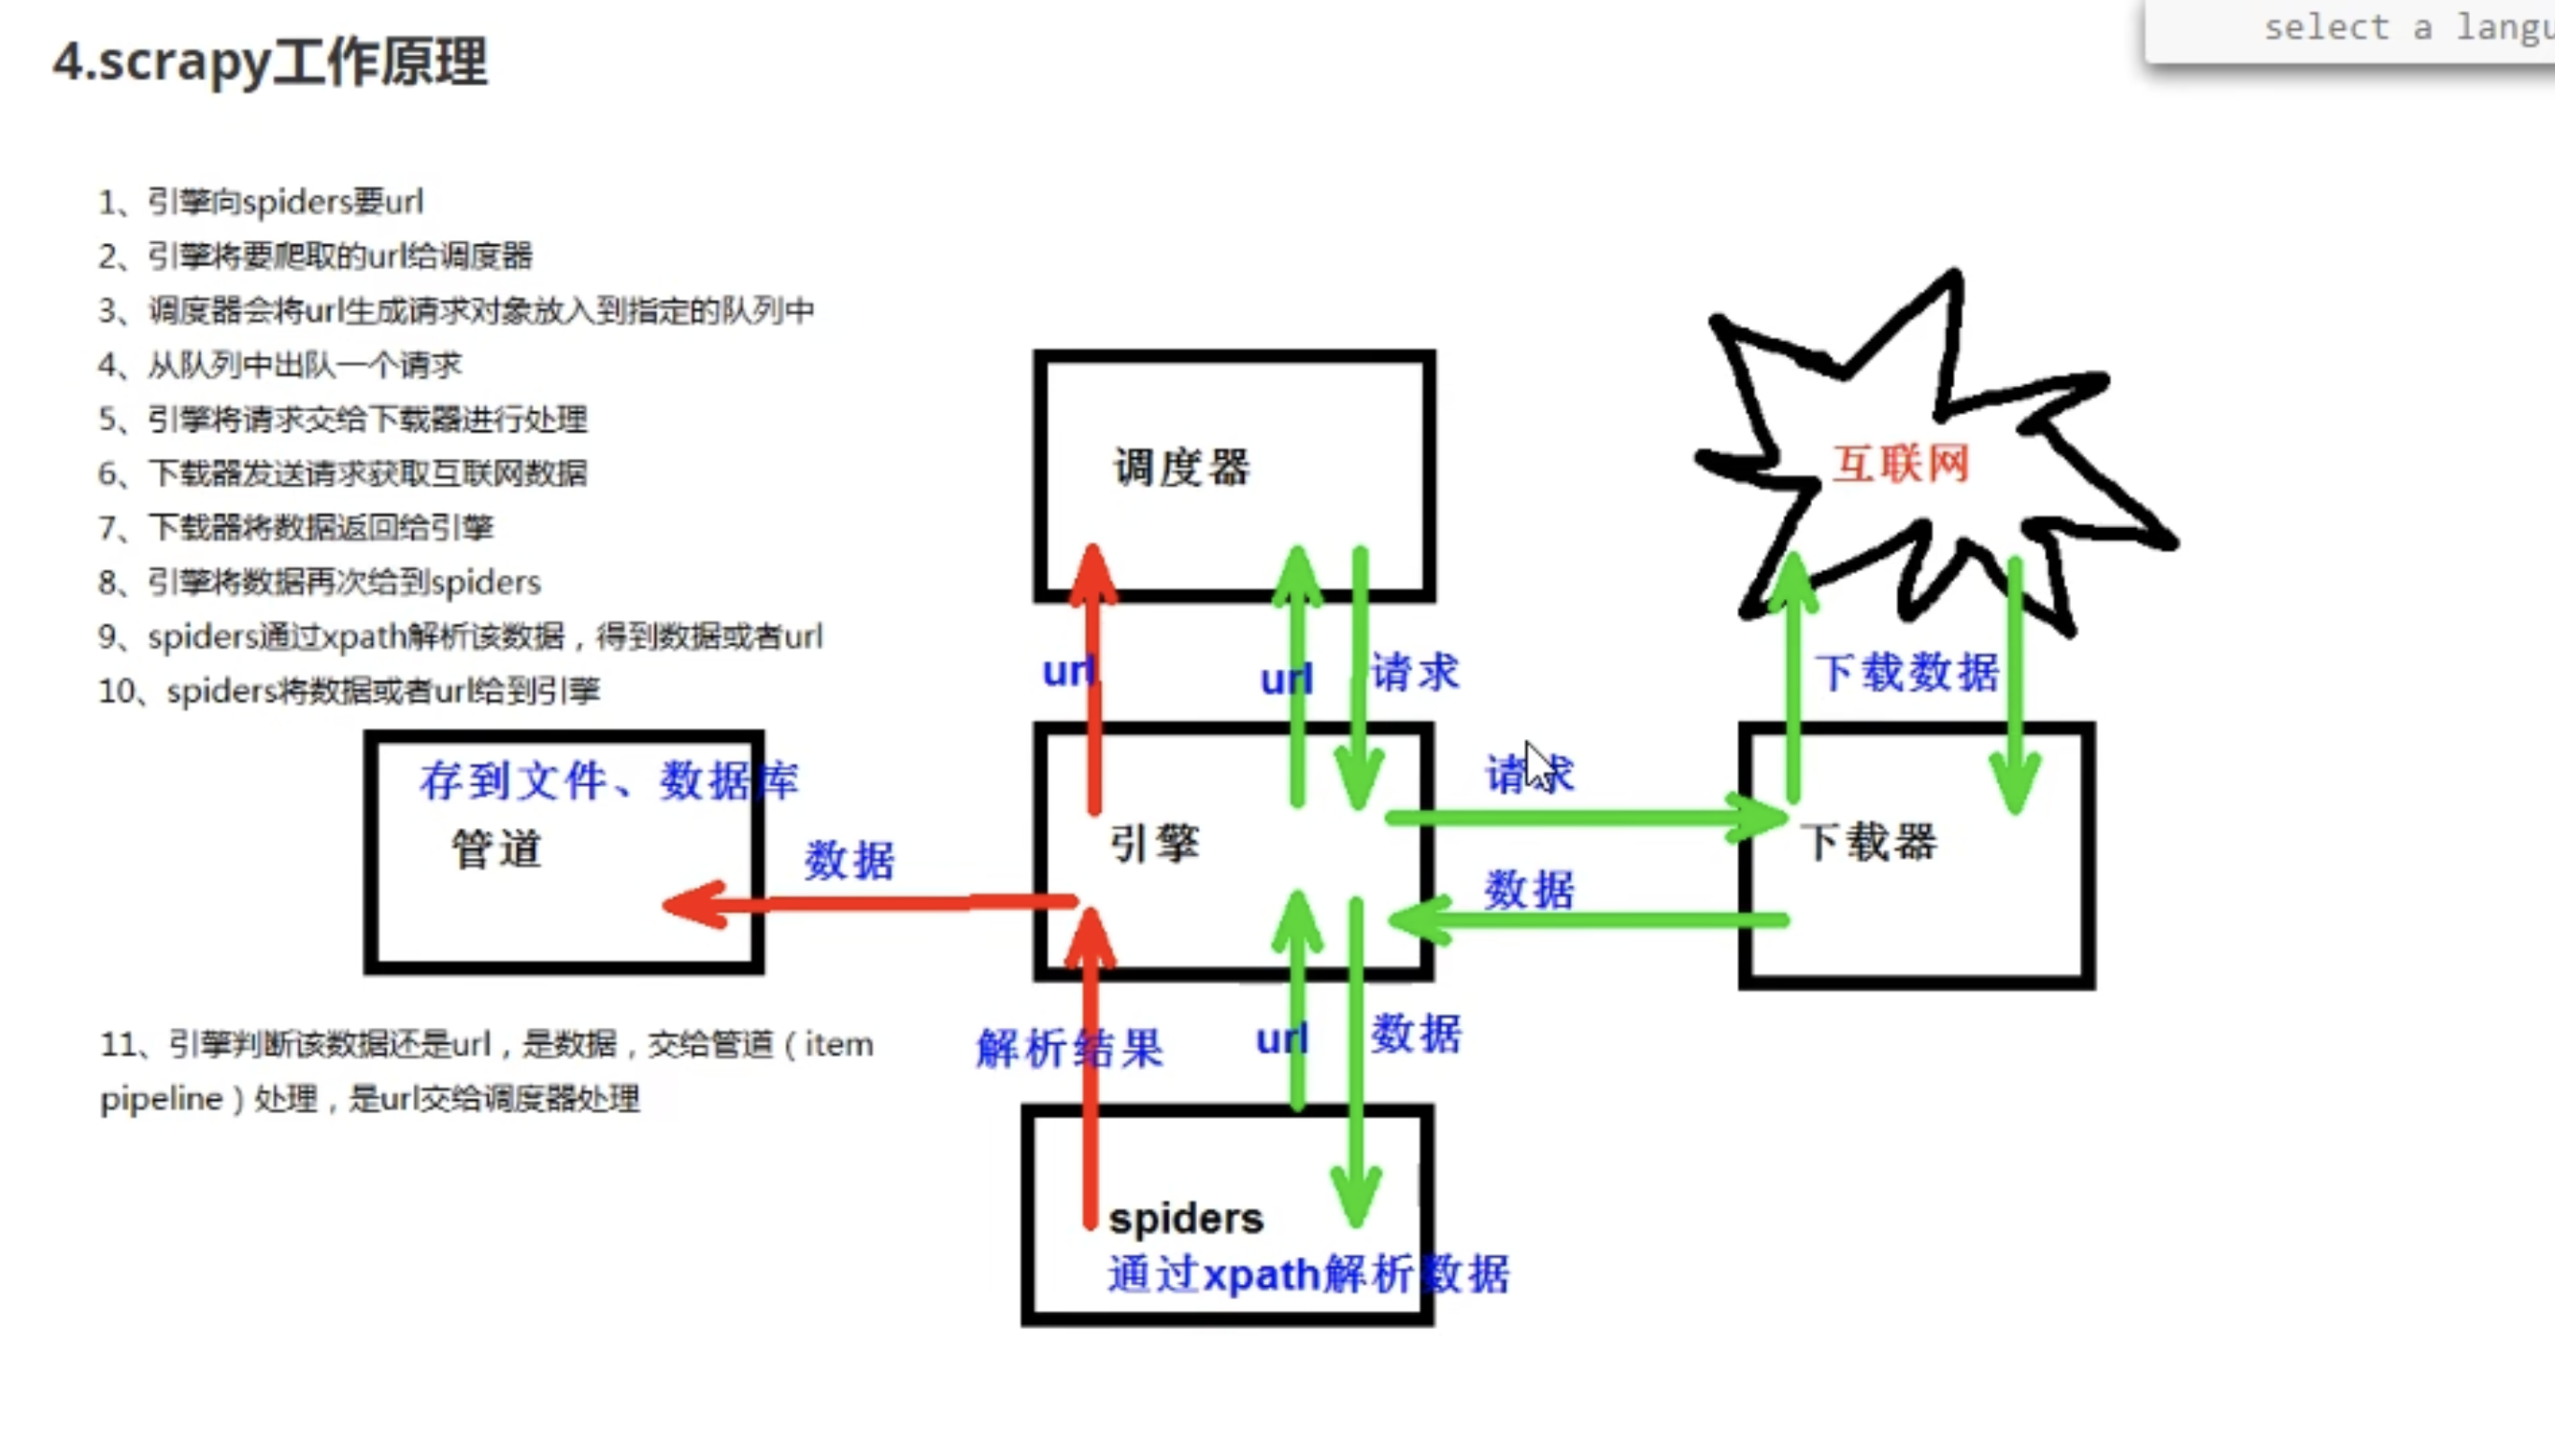 select a langu
4.scrapy工作原理
1、引擎向spiders要url
2、引擎将要爬取的url给调度器
3、调度器会将url生成请求对象放入到指定的队列中
4、从队列中出队一个请求
5、引擎将请求交给下载器进行处理
6、下载器发送请求获取互联网数据
7、下载器将数据返回给引擎
8、引擎将数据再次给到spiders
9、spiders通过xpath解析该数据，得到数据或者url
10、spiders将数据或者url给到引擎
调度器
互联网
url
url
请求
下载数据
存到文件、数据库
管道
数据
引擎
请求
数据
下载器
11、引擎判断该数据还是url，是数据，交给管道（item
pipeline）处理，是url交给调度器处理
解析结果
url
数据
spiders
通过xpath解析数据